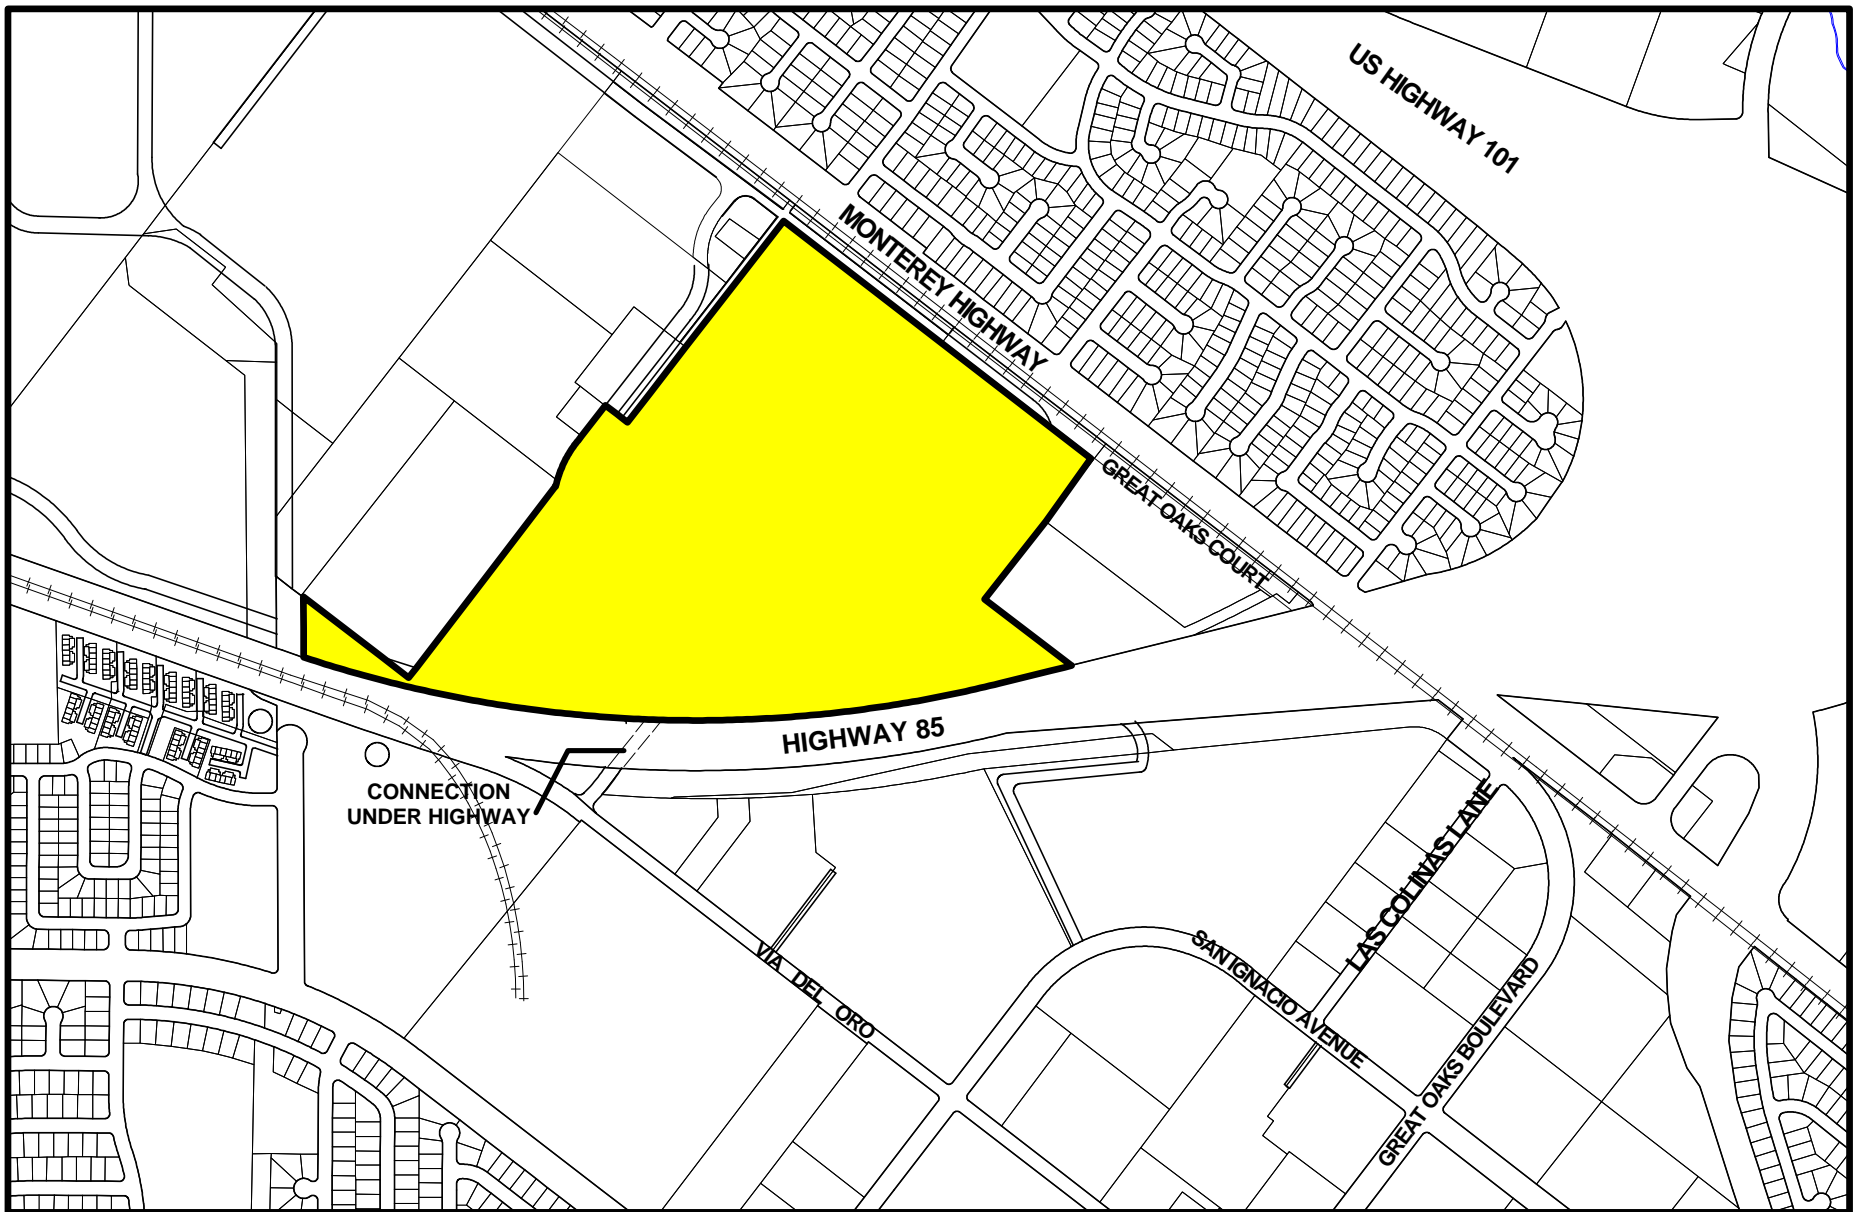 US HIGHWAY 101
MONTEREY HIGHWAY
GREAT OAKS COURT
HIGHWAY 85
CONNECTION
UNDER HIGHWAY
LAS COLINAS LANE
VIA DEL ORO
SAN IGNACIO AVENUE
GREAT OAKS BOULEVARD